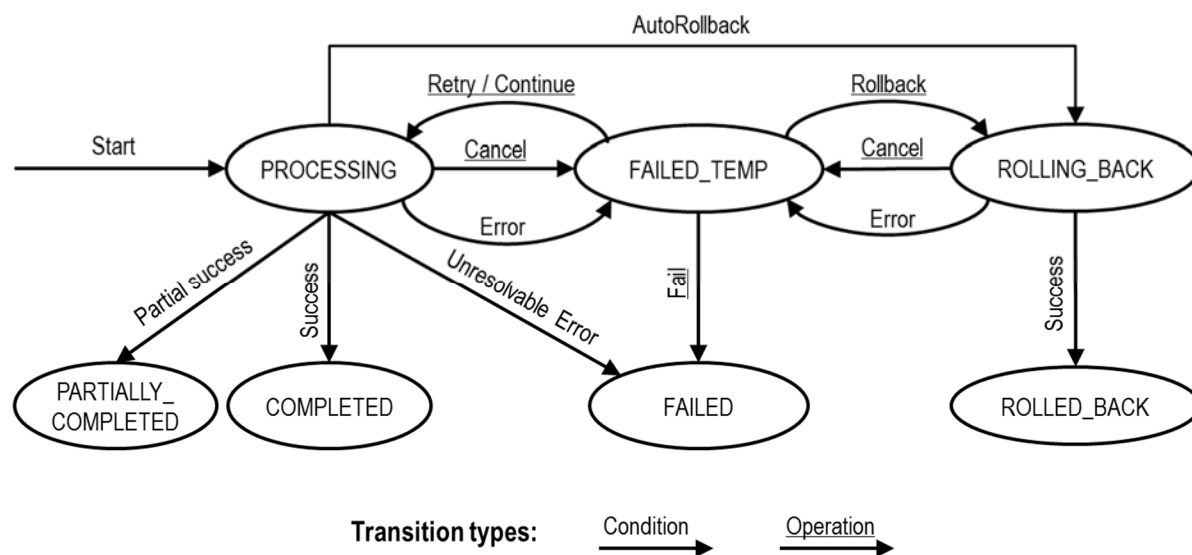 AutoRollback
Retry / Continue
Rollback
Start
Cancel
Cancel
PROCESSING
FAILED_TEMP
ROLLING_BACK
Error
Error
Partial success
Success
Unresolvable Error
Fail
Success
PARTIALLY_
COMPLETED
COMPLETED
FAILED
ROLLED_BACK
Transition types:
Condition
Operation